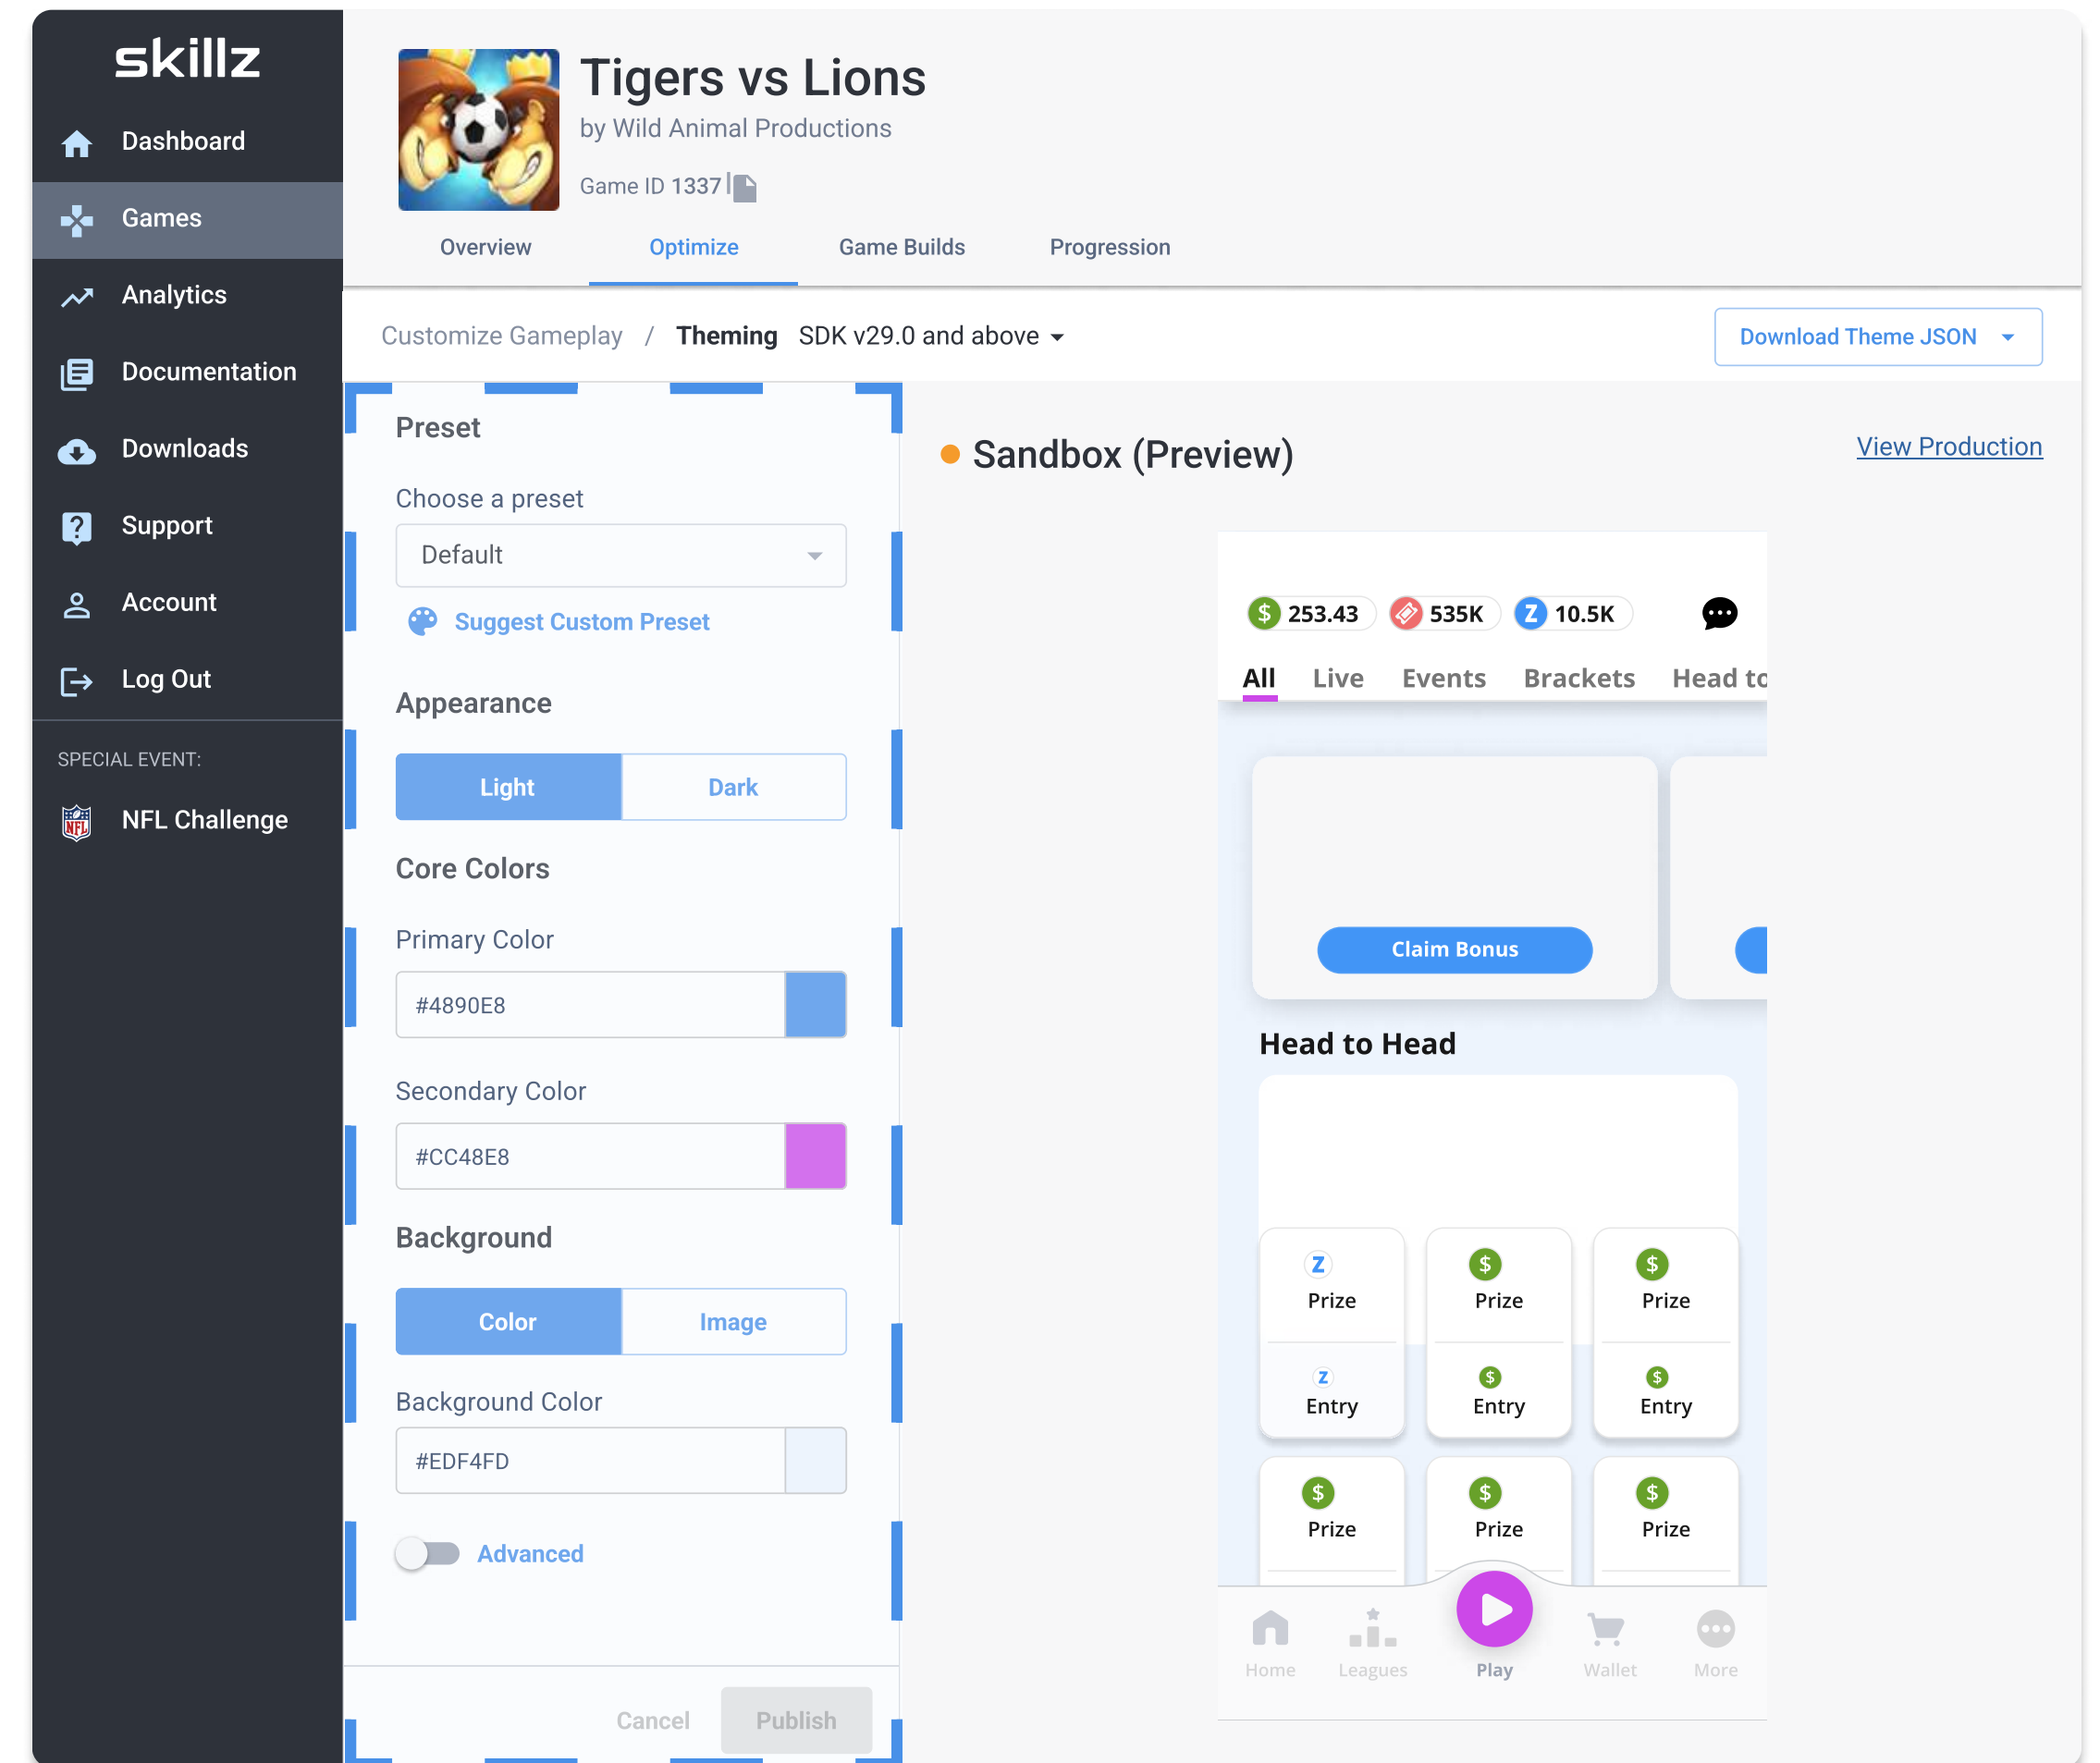 skillz
Dashboard
Games
Analytics
Documentation
Downloads
Support
Account
Log Out
SPECIAL EVENT:
NFL
NFL Challenge
Tigers vs Lions
by Wild Animal Productions
Game ID 1337
Overview
Optimize
Game Builds
Progression
Customize Gameplay / Theming SDK v29.0 and above
Download Theme JSON
Preset
Choose a preset
Default
Suggest Custom Preset
Appearance
Light
Dark
Core Colors
Primary Color
#4890E8
Secondary Color
#CC48E8
Background
Color
Image
Background Color
#EDF4FD
Advanced
Cancel
Publish
Sandbox (Preview)
View Production
$ 253.43
535K
Z 10.5K
All Live Events Brackets Head to
Claim Bonus
Head to Head
Z $ $
Prize Prize Prize
Z $ $
Entry Entry Entry
$ $ $
Prize Prize Prize
Home Leagues Play Wallet More